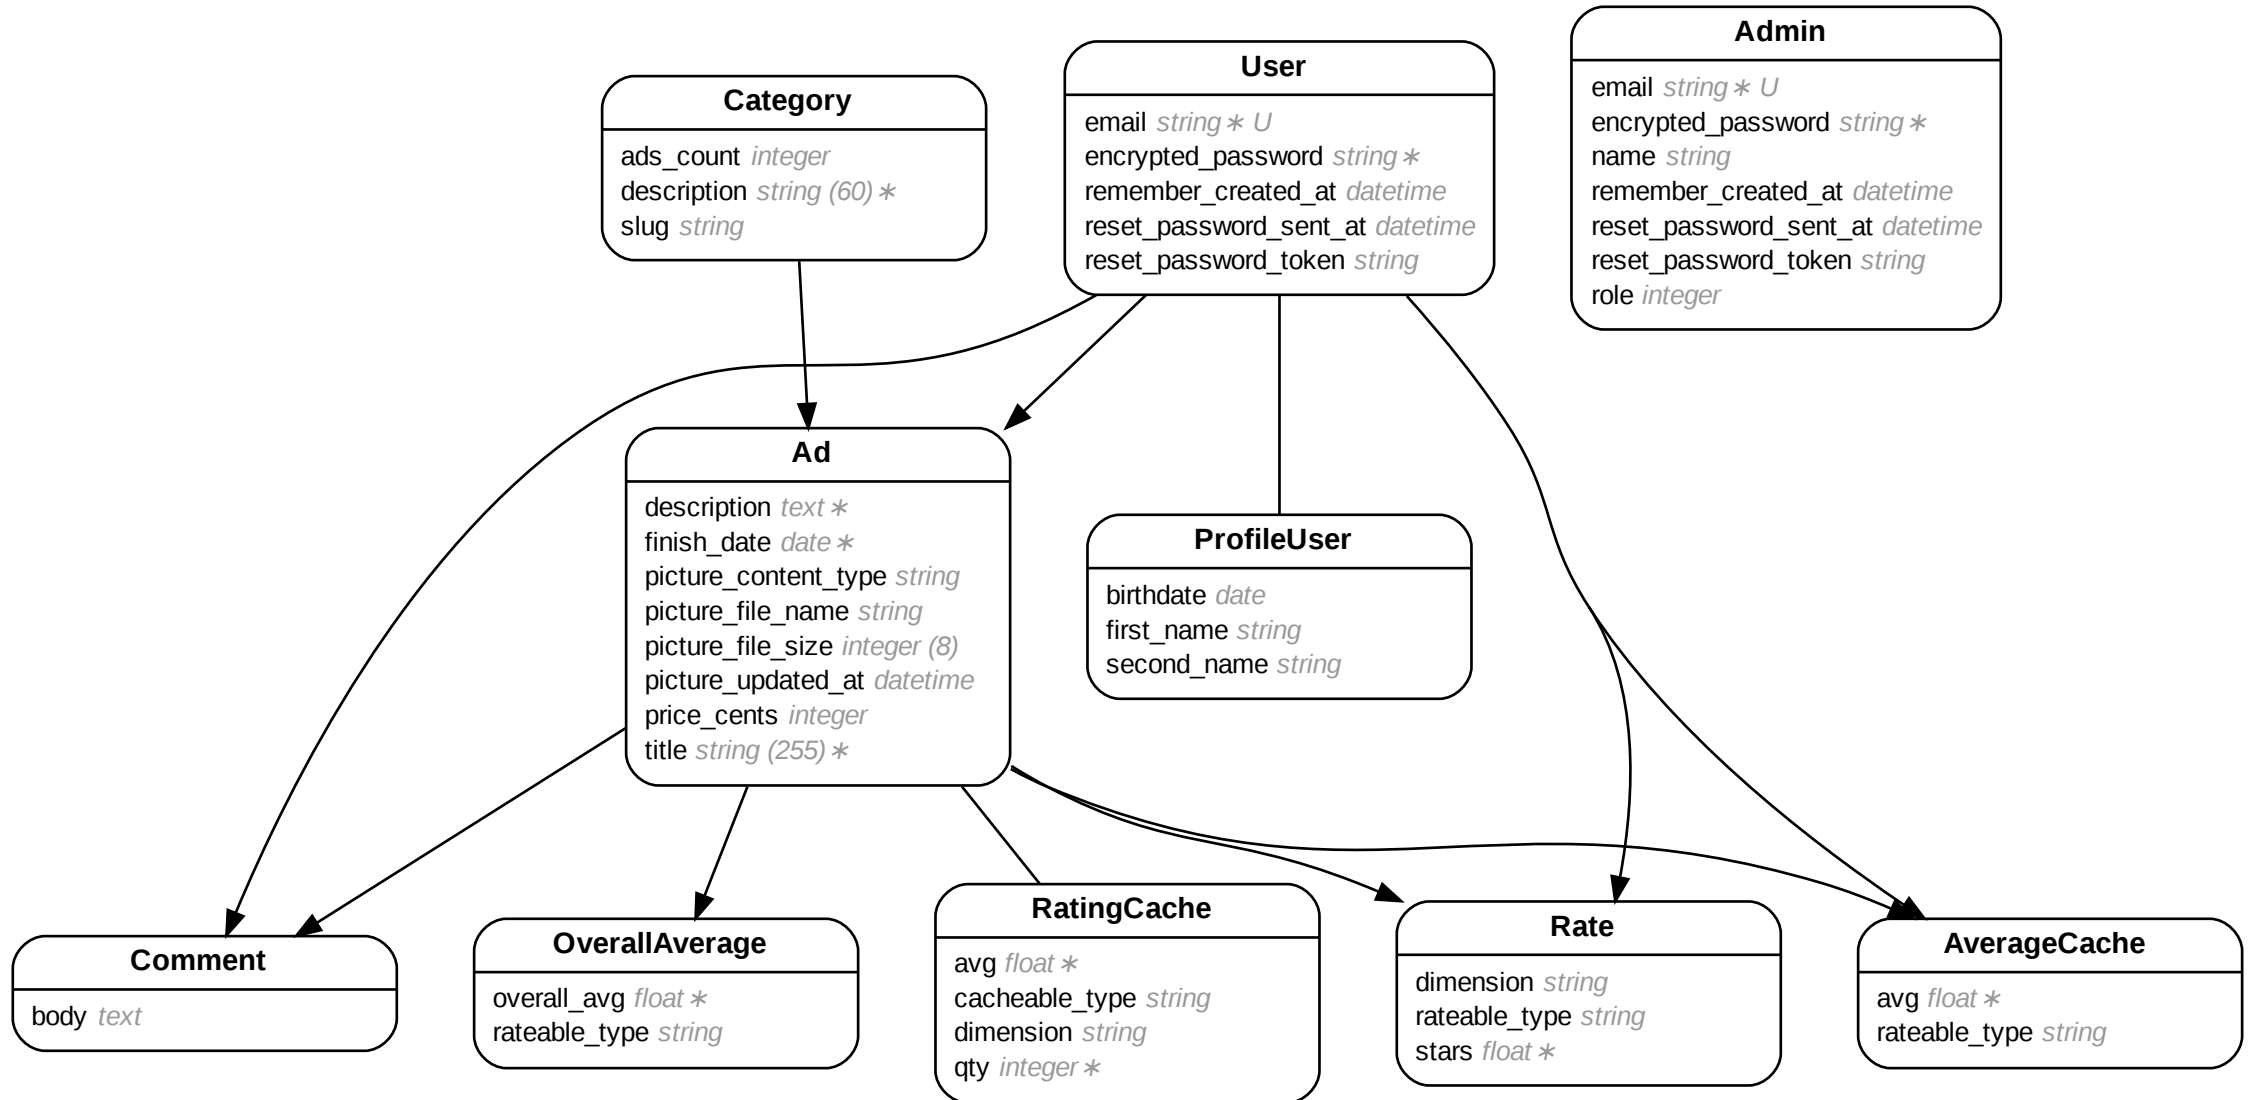 Category
ads_count integer
description string (60) ∗
slug string
User
email string ∗ U
encrypted_password string ∗
remember_created_at datetime
reset_password_sent_at datetime
reset_password_token string
Admin
email string ∗ U
encrypted_password string ∗
name string
remember_created_at datetime
reset_password_sent_at datetime
reset_password_token string
role integer
Ad
description text ∗
finish_date date ∗
picture_content_type string
picture_file_name string
picture_file_size integer (8)
picture_updated_at datetime
price_cents integer
title string (255) ∗
ProfileUser
birthdate date
first_name string
second_name string
Comment
body text
OverallAverage
overall_avg float ∗
rateable_type string
RatingCache
avg float ∗
cacheable_type string
dimension string
qty integer ∗
Rate
dimension string
rateable_type string
stars float ∗
AverageCache
avg float ∗
rateable_type string